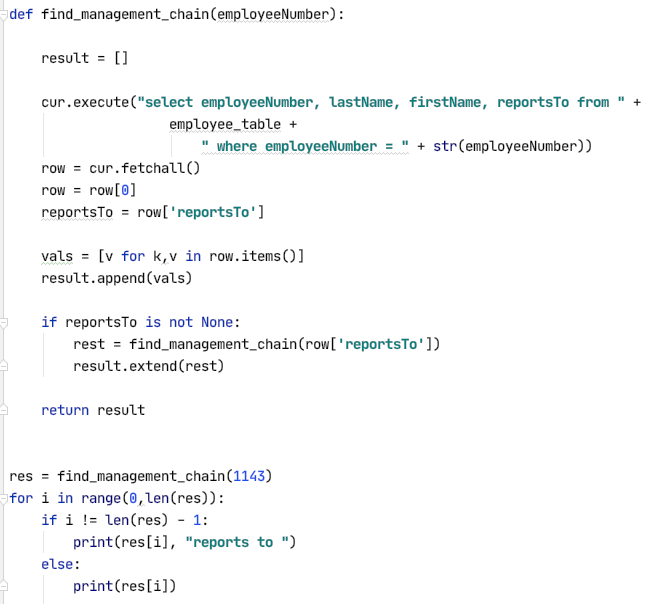 def find_management_chain(employeeNumber):
    result = []
    cur.execute("select employeeNumber, lastName, firstName, reportsTo from " +
                employee_table +
                    " where employeeNumber = " + str(employeeNumber))
    row = cur.fetchall()
    row = row[0]
    reportsTo = row['reportsTo']
    vals = [v for k,v in row.items()]
    result.append(vals)
    if reportsTo is not None:
        rest = find_management_chain(row['reportsTo'])
        result.extend(rest)
    return result
res = find_management_chain(1143)
for i in range(0,len(res)):
    if i != len(res) - 1:
        print(res[i], "reports to ")
    else:
        print(res[i])